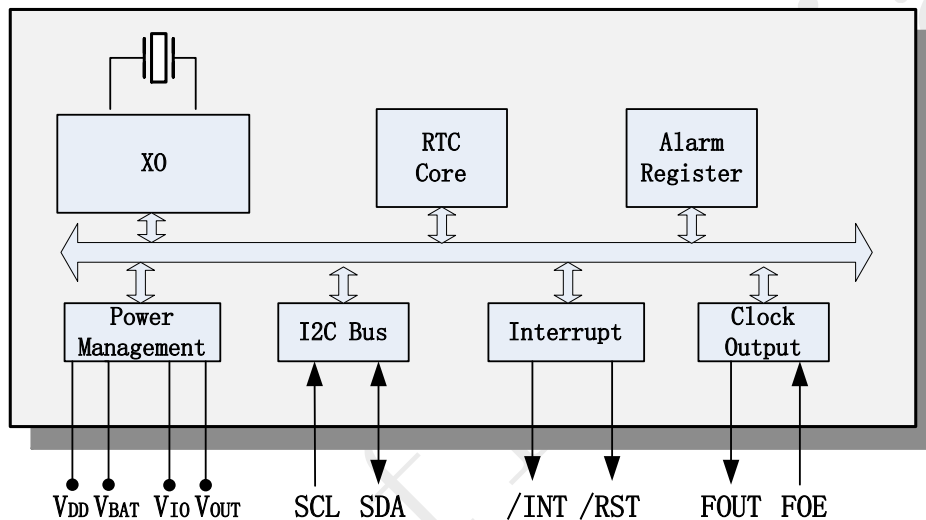 XO
RTC
Core
Alarm
Register
Power
Management
I2C Bus
Interrupt
Clock
Output
VDD VBAT VIO VOUT SCL SDA /INT /RST FOUT FOE